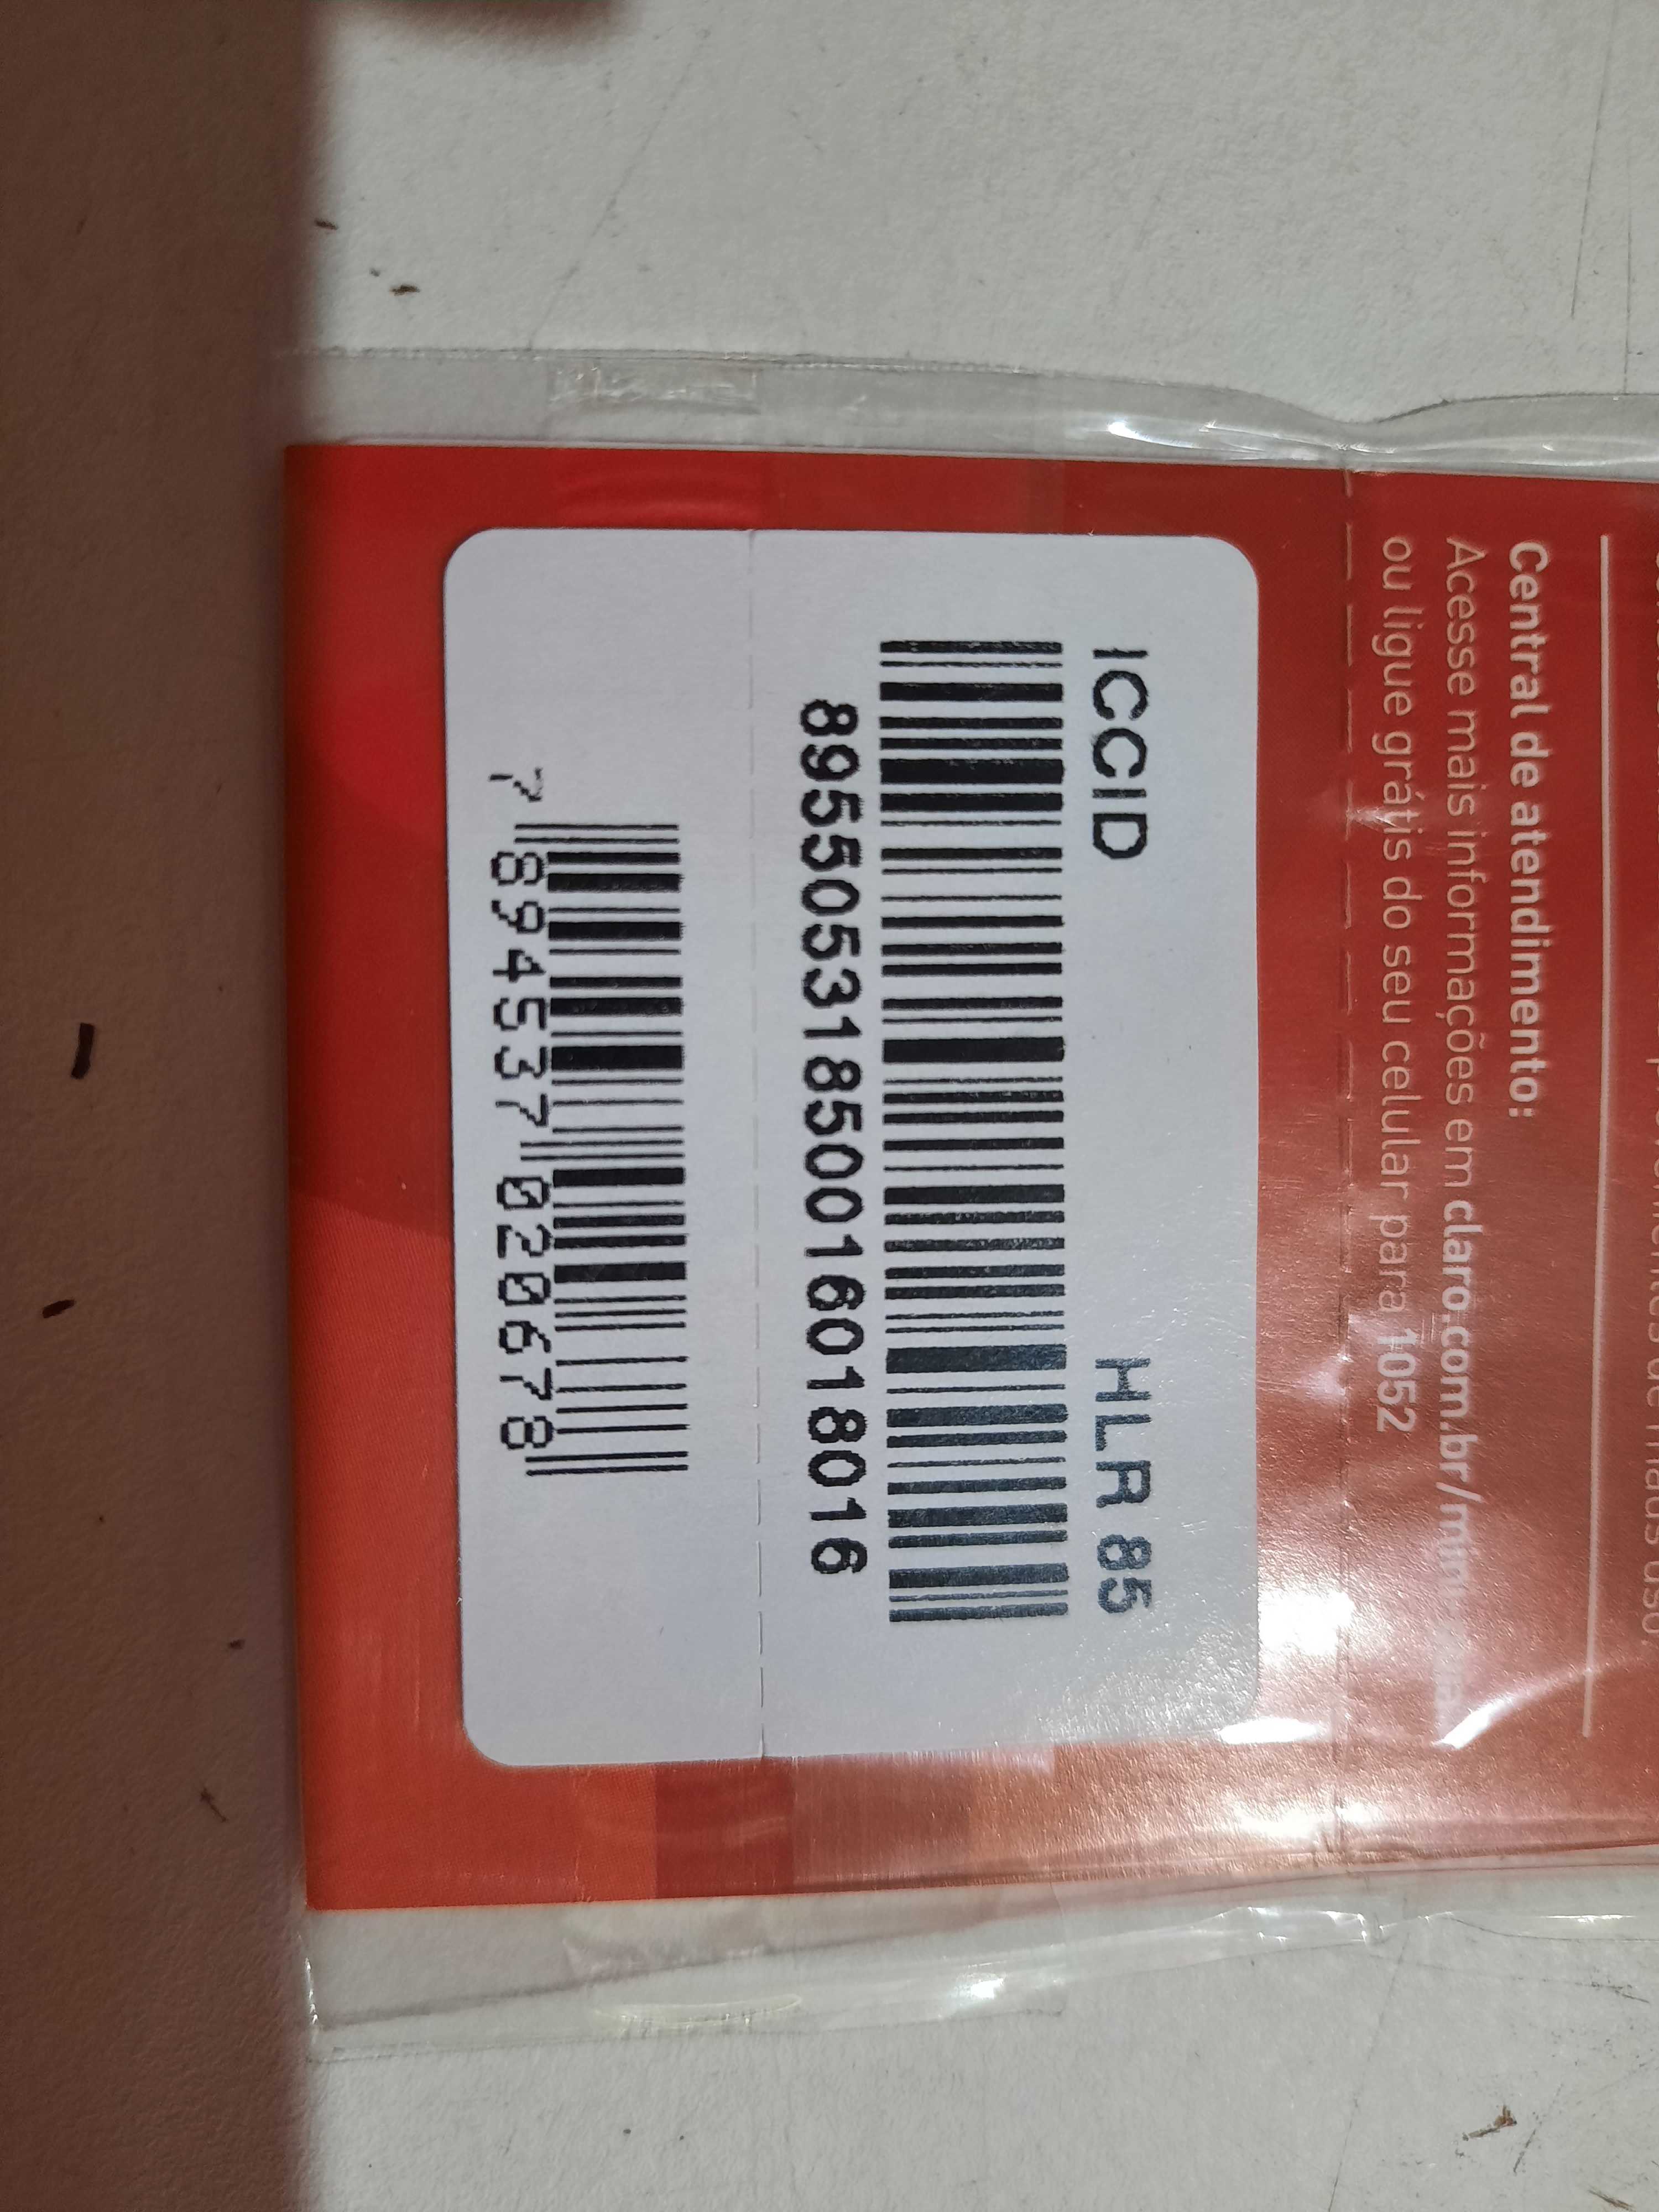 Central de atendimento:
Acesse mais informações em claro.com.br/
ou ligue grátis do seu celular para 1052
ICCID HLR 85
89550531850016018016
7 894537 020678